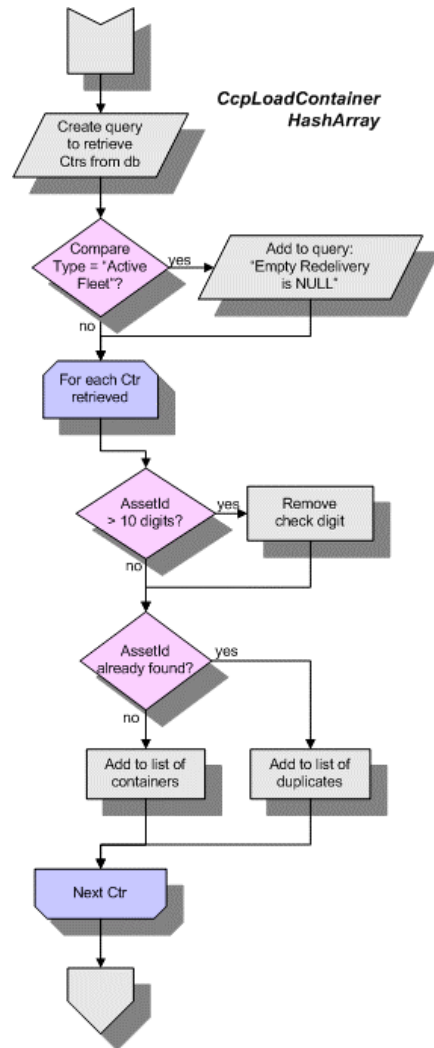 CcpLoadContainer
HashArray
Create query
to retrieve
Ctrs from db
Compare
Type = "Active
Fleet"?
yes
Add to query:
"Empty Redelivery
is NULL"
no
For each Ctr
retrieved
AssetId
> 10 digits?
yes
Remove
check digit
no
AssetId
already found?
yes
no
Add to list of
containers
Add to list of
duplicates
Next Ctr